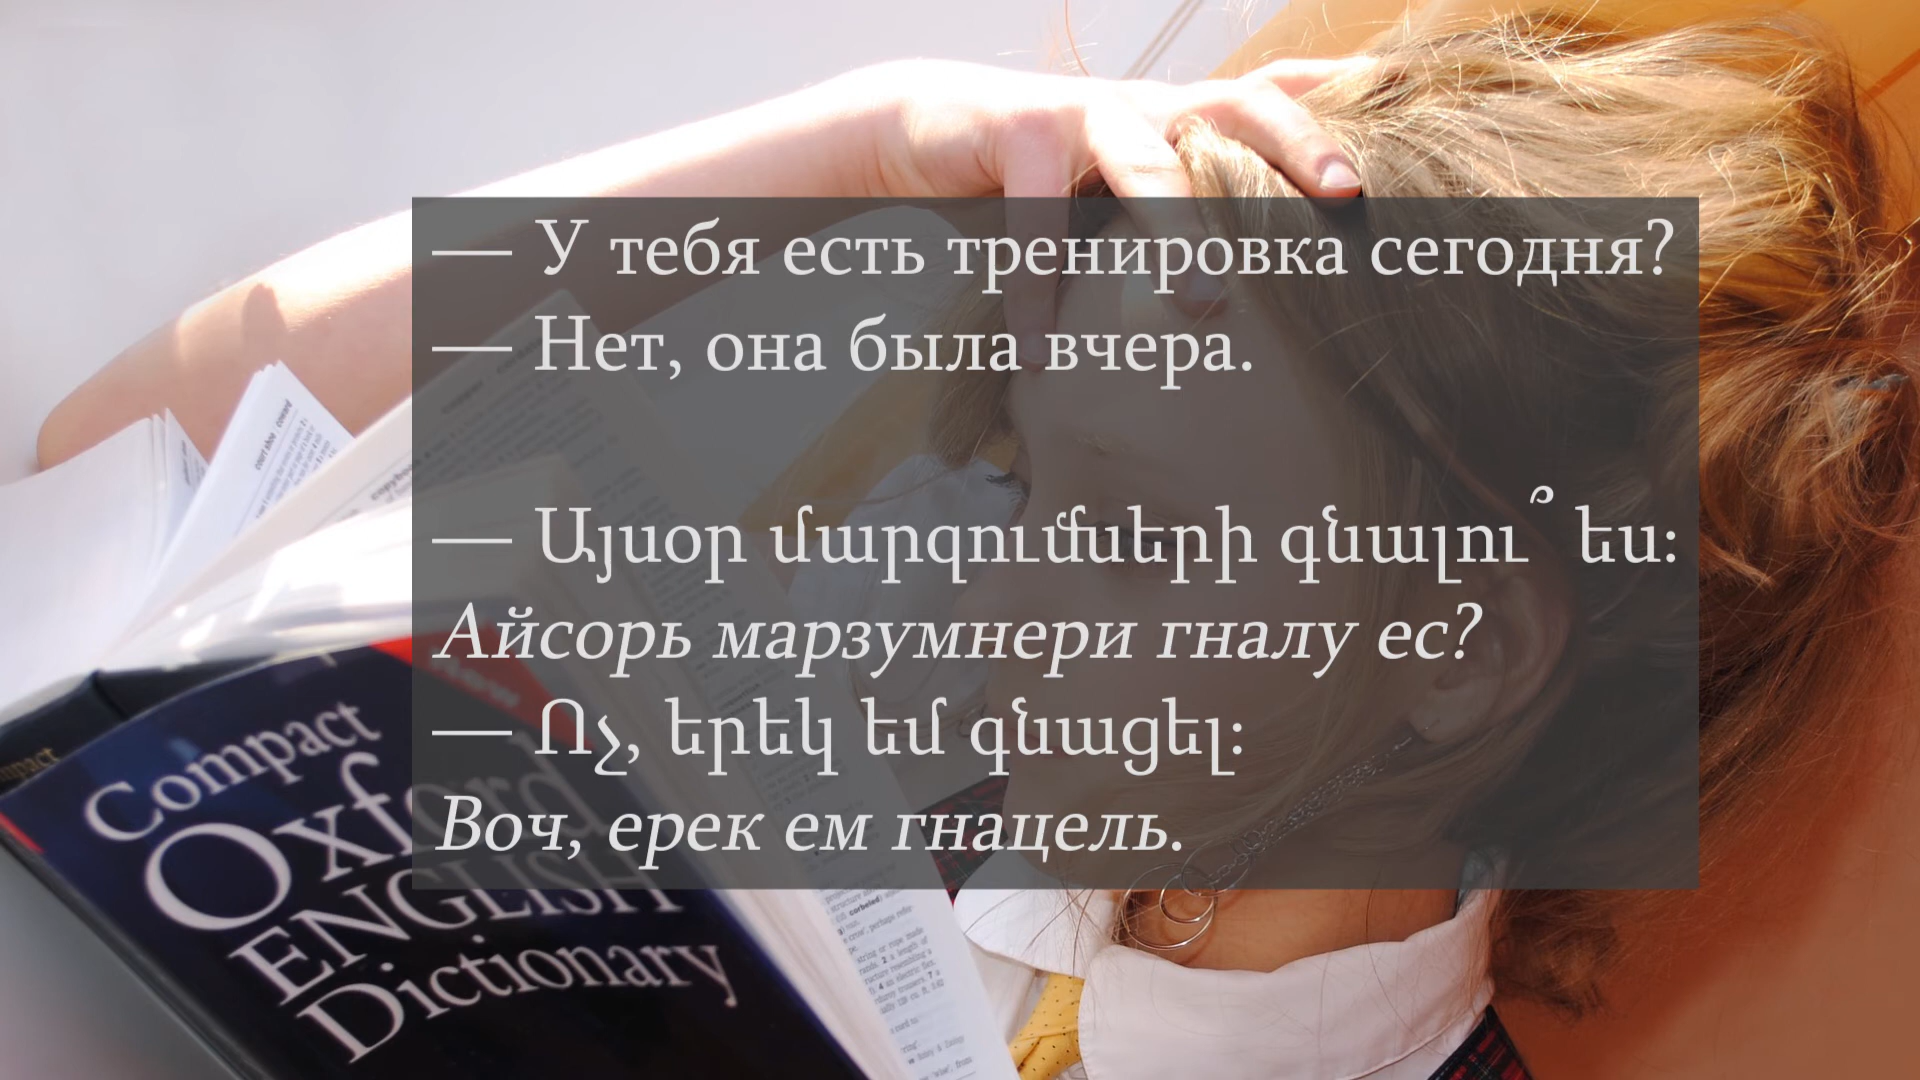 — У тебя есть тренировка сегодня?
— Нет, она была вчера.
— Այսօր մարզումների գնալու՞ ես:
Айсорь марзумнери гналу ес?
— Ոչ, երեկ եմ գնացել:
Воч, ерек ем гнацель.
Compact
Oxford
ENGLISH
Dictionary